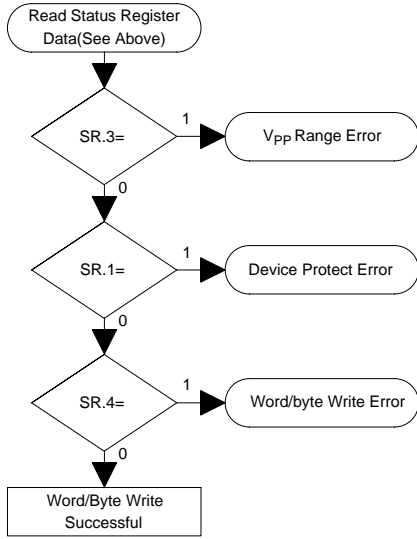 Read Status Register
Data(See Above)
SR.3=
1
VPP Range Error
0
SR.1=
1
Device Protect Error
0
SR.4=
1
Word/byte Write Error
0
Word/Byte Write
Successful